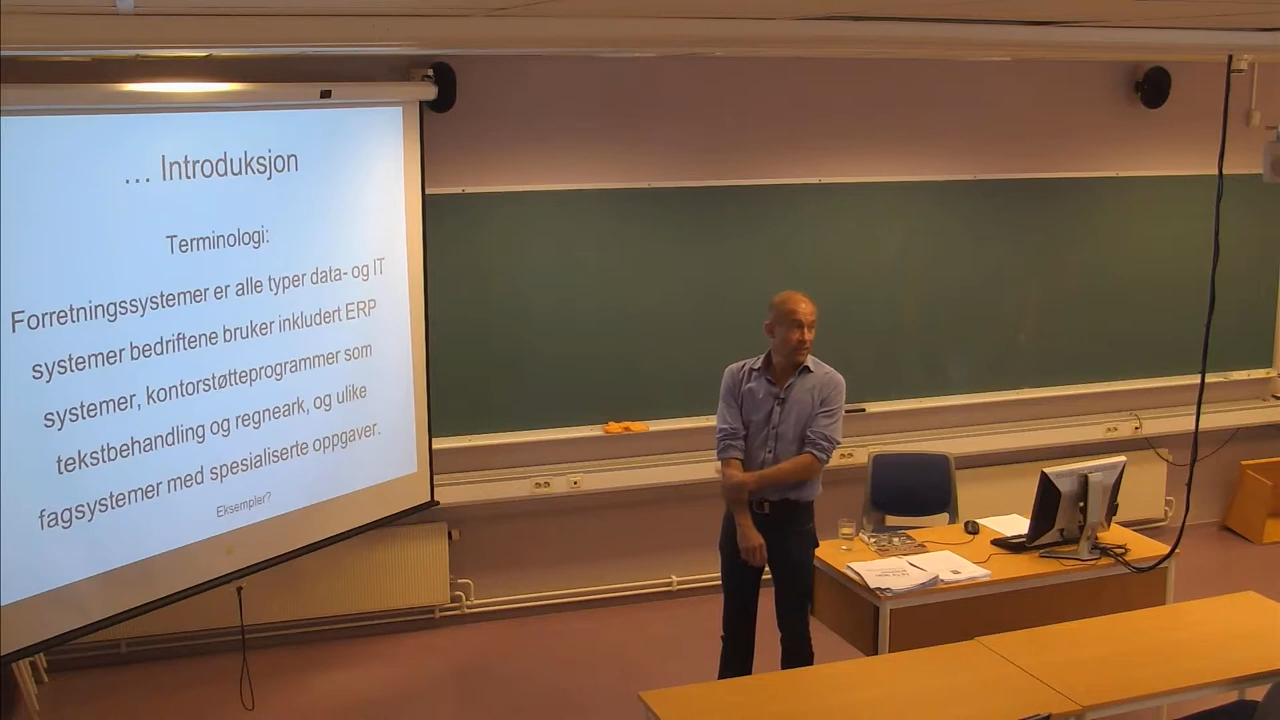 ... Introduksjon
Terminologi:
Forretningssystemer er alle typer data- og IT
systemer bedriftene bruker inkludert ERP
systemer, kontorstøtteprogrammer som
tekstbehandling og regneark, og ulike
fagsystemer med spesialiserte oppgaver.
Eksempler?